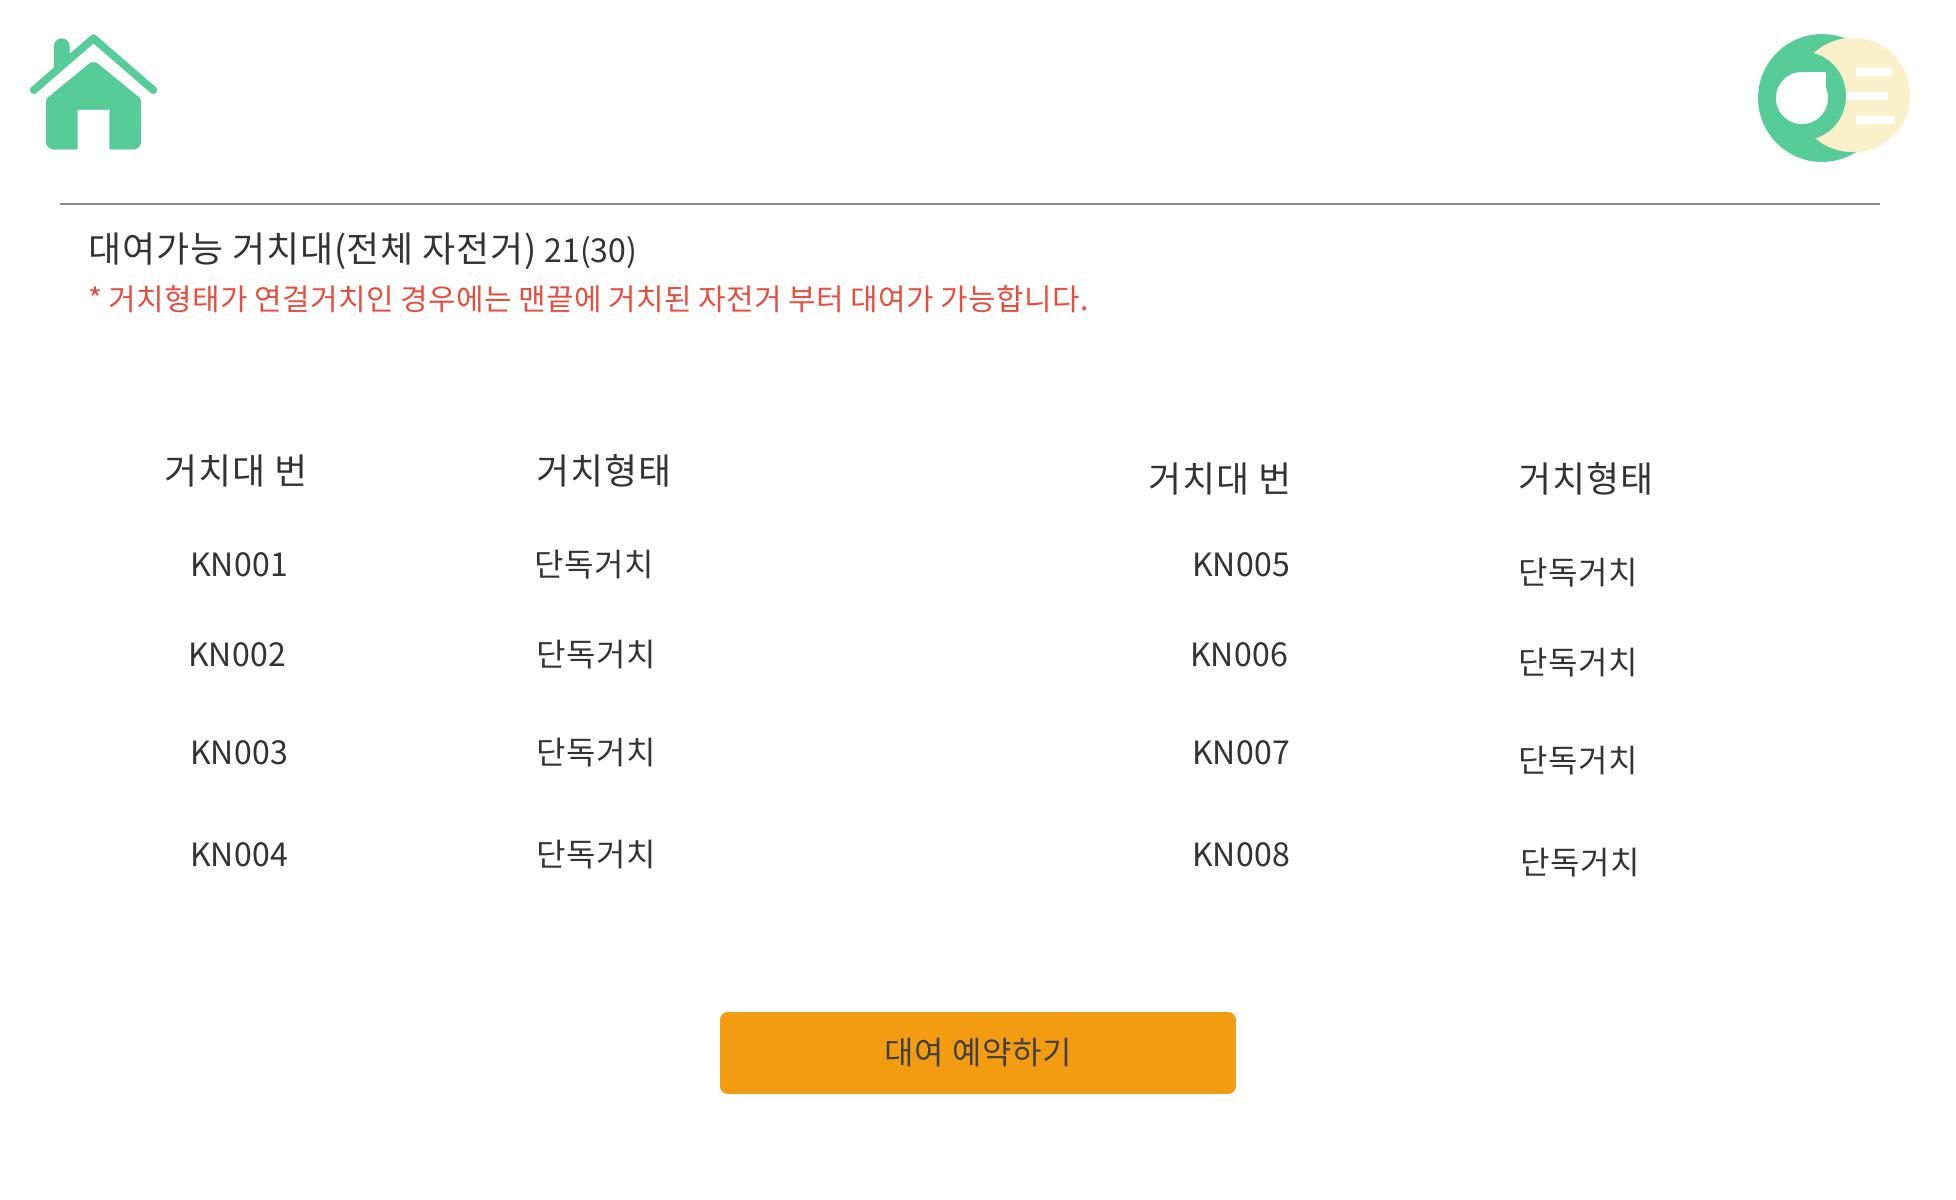 대여가능 거치대(전체 자전거) 21(30)
* 거치형태가 연걸거치인 경우에는 맨끝에 거치된 자전거 부터 대여가 가능합니다.
거치대 번 거치형태 거치대 번 거치형태
KN001 단독거치 KN005 단독거치
KN002 단독거치 KN006 단독거치
KN003 단독거치 KN007 단독거치
KN004 단독거치 KN008 단독거치
대여 예약하기